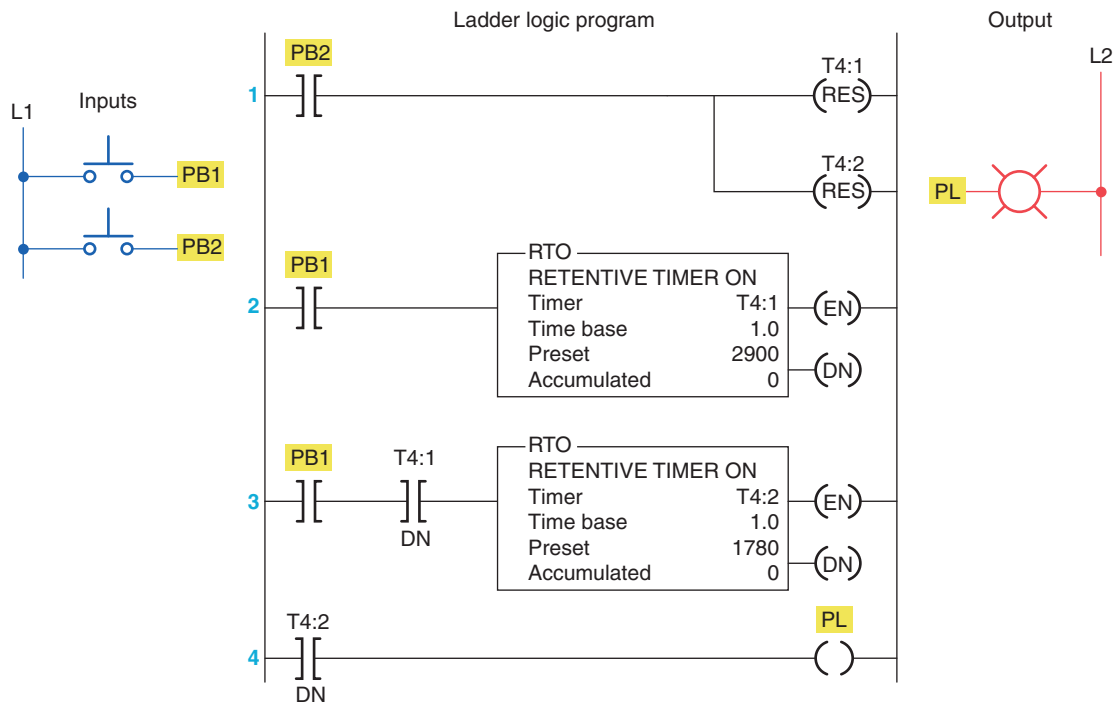 Ladder logic program
Output
L1
Inputs
PB1
PB2
1
PB2
T4:1
RES
T4:2
RES
L2
PL
2
PB1
RTO
RETENTIVE TIMER ON
Timer T4:1
Time base 1.0
Preset 2900
Accumulated 0
EN
DN
3
PB1
T4:1
DN
RTO
RETENTIVE TIMER ON
Timer T4:2
Time base 1.0
Preset 1780
Accumulated 0
EN
DN
4
T4:2
DN
PL